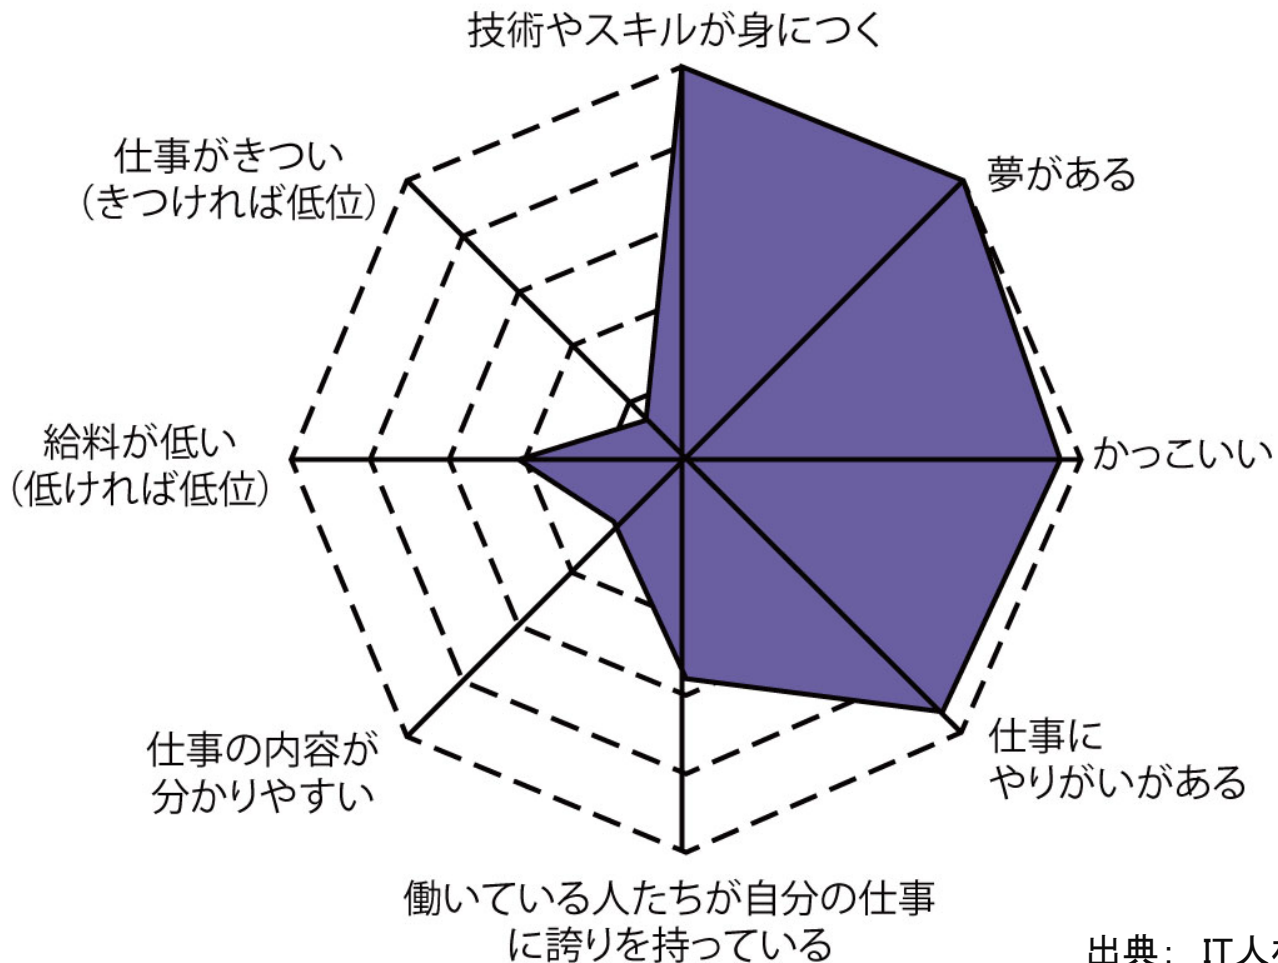 技術やスキルが身につく
仕事がきつい
(きつければ低位)
夢がある
給料が低い
(低ければ低位)
かっこいい
仕事の内容が
分かりやすい
仕事に
やりがいがある
働いている人たちが自分の仕事
に誇りを持っている
出典: IT人